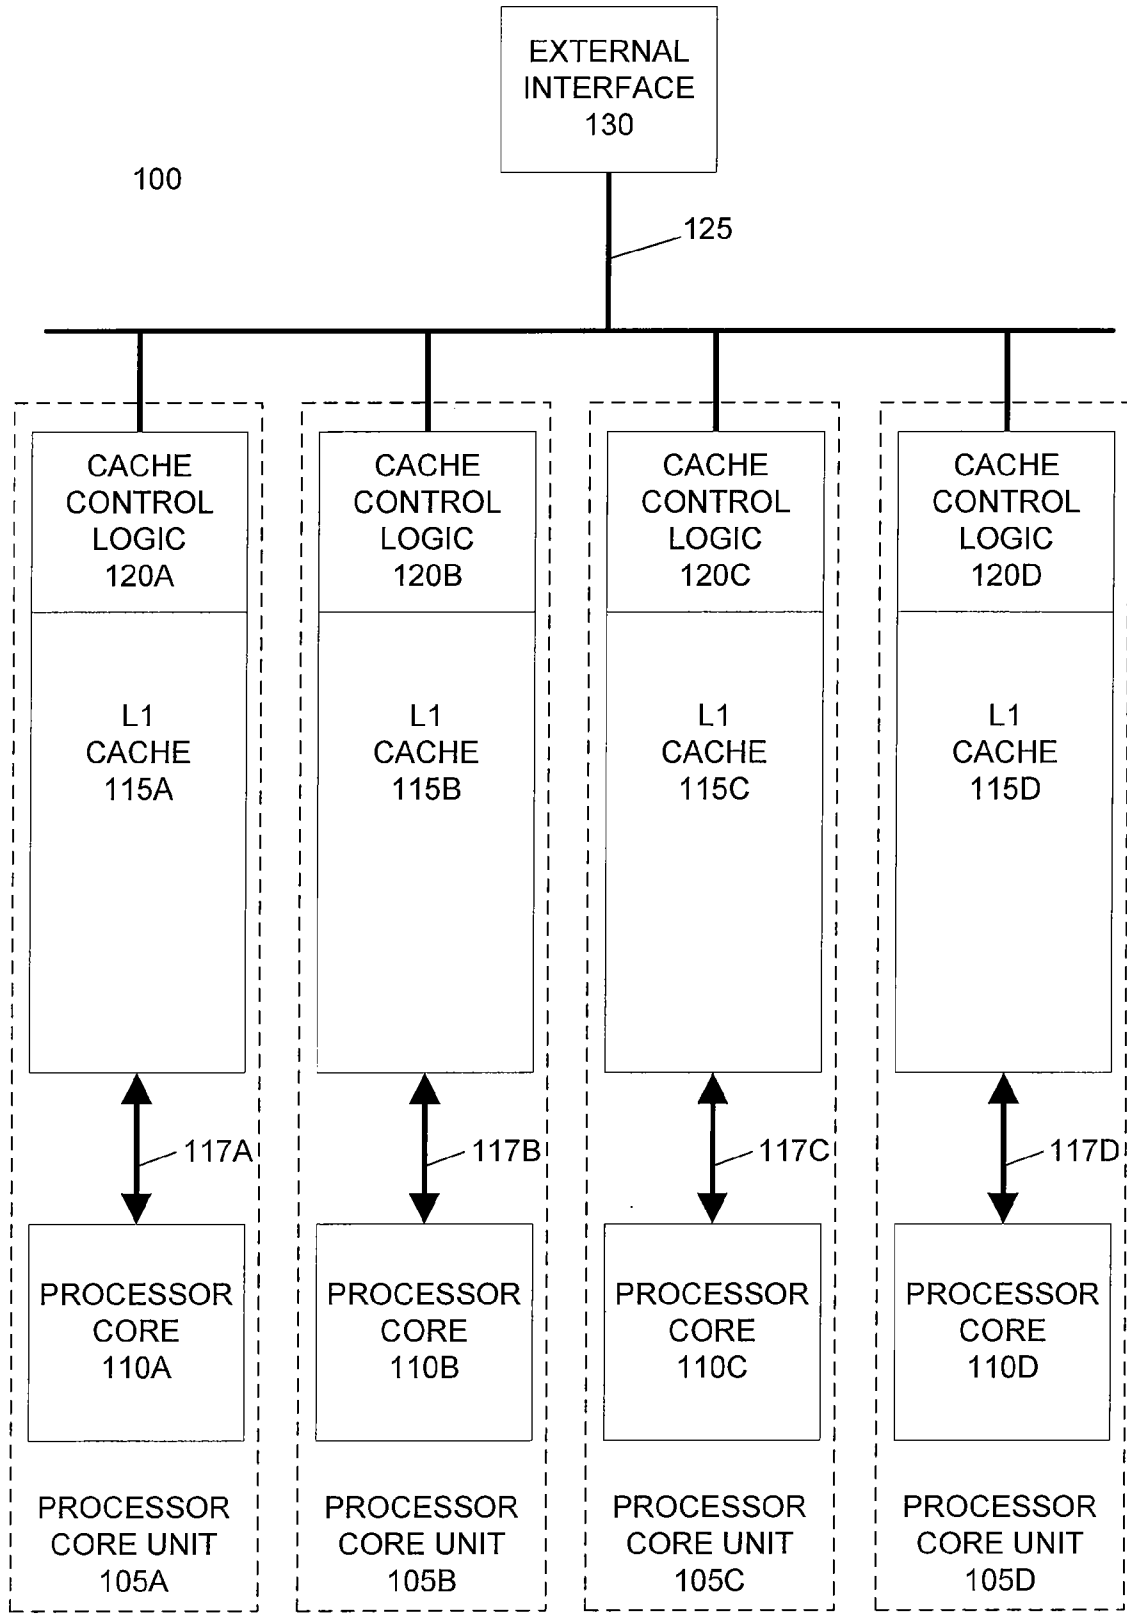 EXTERNAL
INTERFACE
130
100
125
CACHE
CONTROL
LOGIC
120A
CACHE
CONTROL
LOGIC
120B
CACHE
CONTROL
LOGIC
120C
CACHE
CONTROL
LOGIC
120D
L1
CACHE
115A
L1
CACHE
115B
L1
CACHE
115C
L1
CACHE
115D
117A
117B
117C
117D
PROCESSOR
CORE
110A
PROCESSOR
CORE
110B
PROCESSOR
CORE
110C
PROCESSOR
CORE
110D
PROCESSOR
CORE UNIT
105A
PROCESSOR
CORE UNIT
105B
PROCESSOR
CORE UNIT
105C
PROCESSOR
CORE UNIT
105D